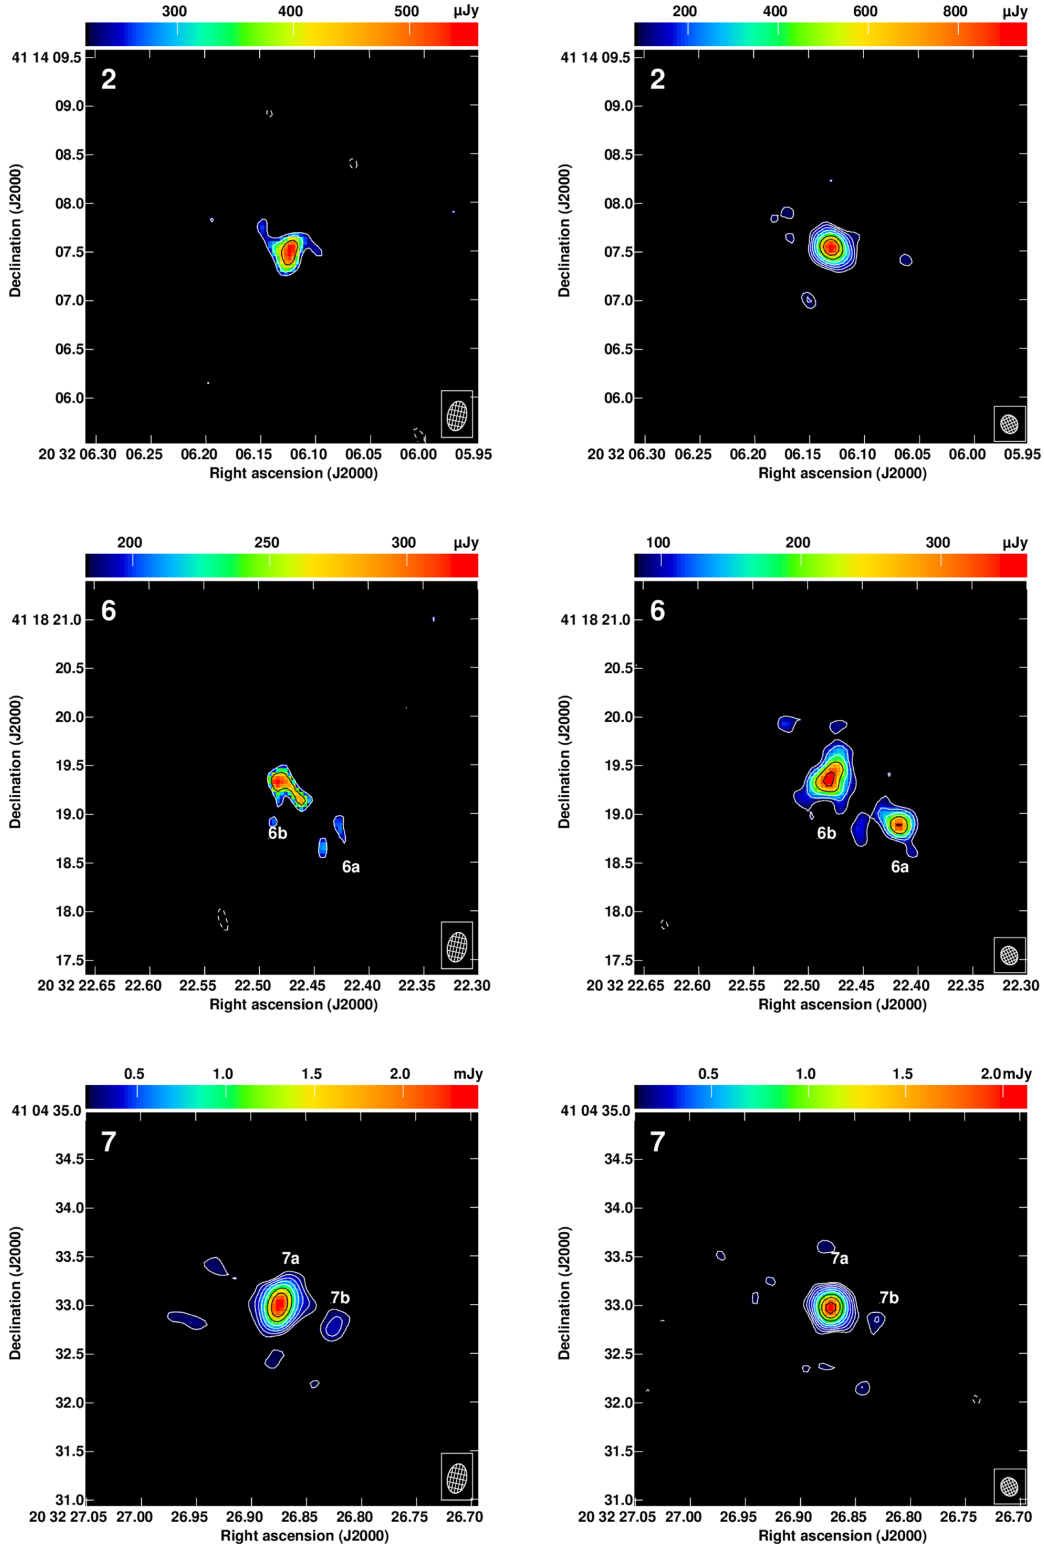 300 400 500 µJy
41 14 09.5
2
09.0
08.5
08.0
07.5
07.0
06.5
06.0
Declination (J2000)
20 32 06.30 06.25 06.20 06.15 06.10 06.05 06.00 05.95
Right ascension (J2000)
200 400 600 800 µJy
41 14 09.5
2
09.0
08.5
08.0
07.5
07.0
06.5
06.0
Declination (J2000)
20 32 06.30 06.25 06.20 06.15 06.10 06.05 06.00 05.95
Right ascension (J2000)
200 250 300 µJy
41 18 21.0
6
20.5
20.0
19.5
19.0
18.5
18.0
17.5
Declination (J2000)
6b
6a
20 32 22.65 22.60 22.55 22.50 22.45 22.40 22.35 22.30
Right ascension (J2000)
100 200 300 µJy
41 18 21.0
6
20.5
20.0
19.5
19.0
18.5
18.0
17.5
Declination (J2000)
6b
6a
20 32 22.65 22.60 22.55 22.50 22.45 22.40 22.35 22.30
Right ascension (J2000)
0.5 1.0 1.5 2.0 mJy
41 04 35.0
7
34.5
34.0
33.5
33.0
32.5
32.0
31.5
31.0
Declination (J2000)
7a
7b
20 32 27.05 27.00 26.95 26.90 26.85 26.80 26.75 26.70
Right ascension (J2000)
0.5 1.0 1.5 2.0 mJy
41 04 35.0
7
34.5
34.0
33.5
33.0
32.5
32.0
31.5
31.0
Declination (J2000)
7a
7b
20 32 27.05 27.00 26.95 26.90 26.85 26.80 26.75 26.70
Right ascension (J2000)